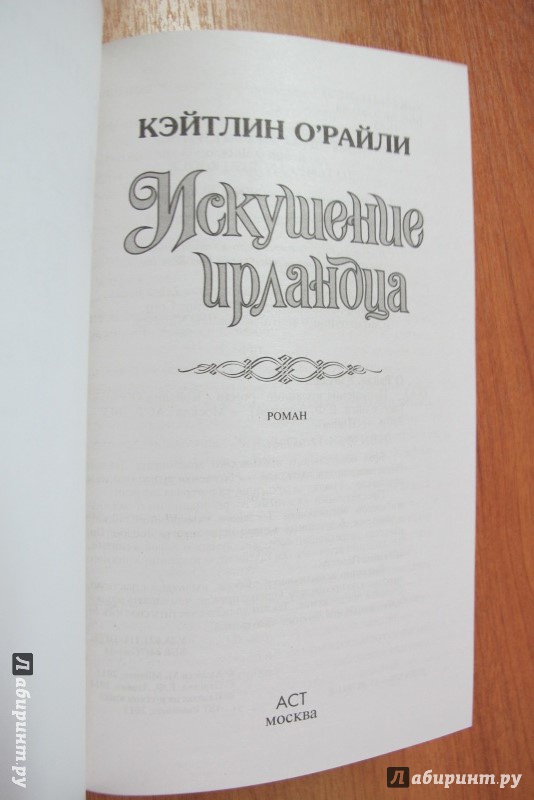 КЭЙТЛИН О'РАЙЛИ
Искушение
ирландца
РОМАН
АСТ
МОСКВА
Лабиринт.ру
Лабиринт.ру